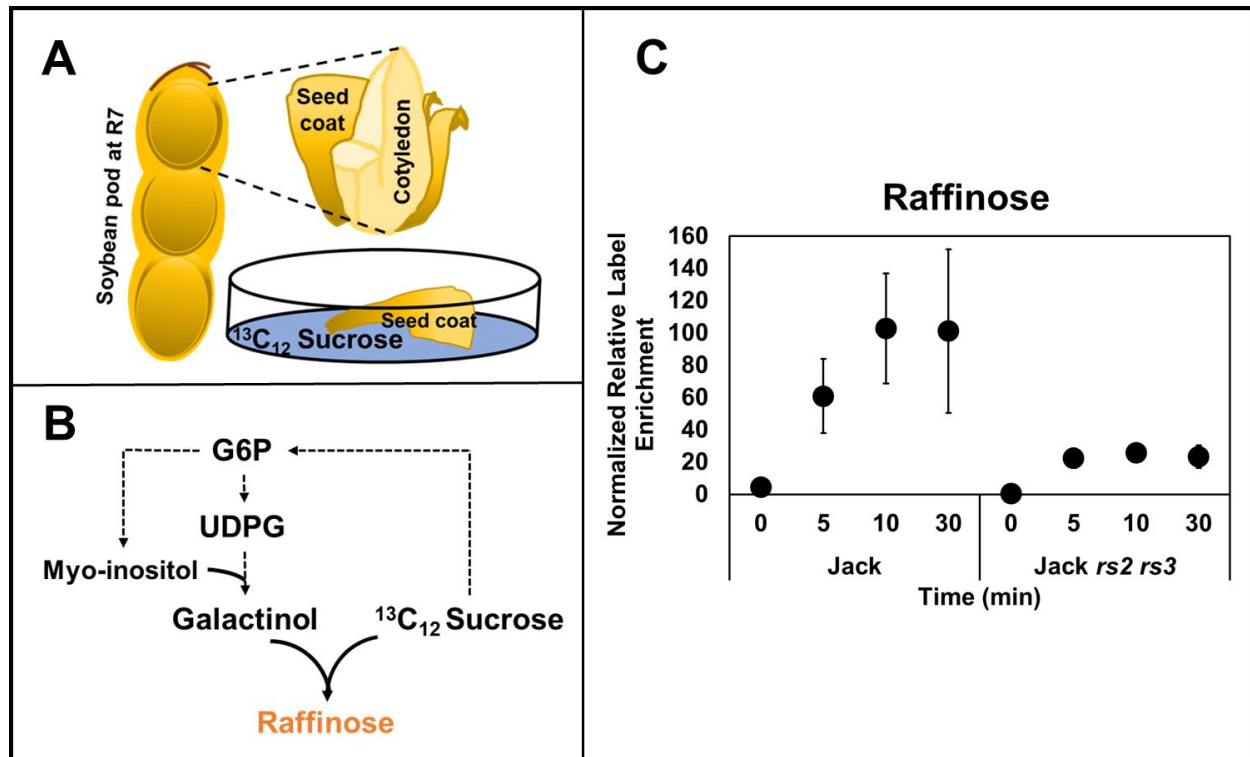 A
Soybean pod at R7
Seed
coat
Cotyledon
¹³C₁₂ Sucrose
Seed coat
B
G6P
UDPG
Myo-inositol
Galactinol
¹³C₁₂ Sucrose
Raffinose
C
Raffinose
Normalized Relative Label
Enrichment
160
140
120
100
80
60
40
20
0
0 5 10 30 0 5 10 30
Jack Jack rs2 rs3
Time (min)